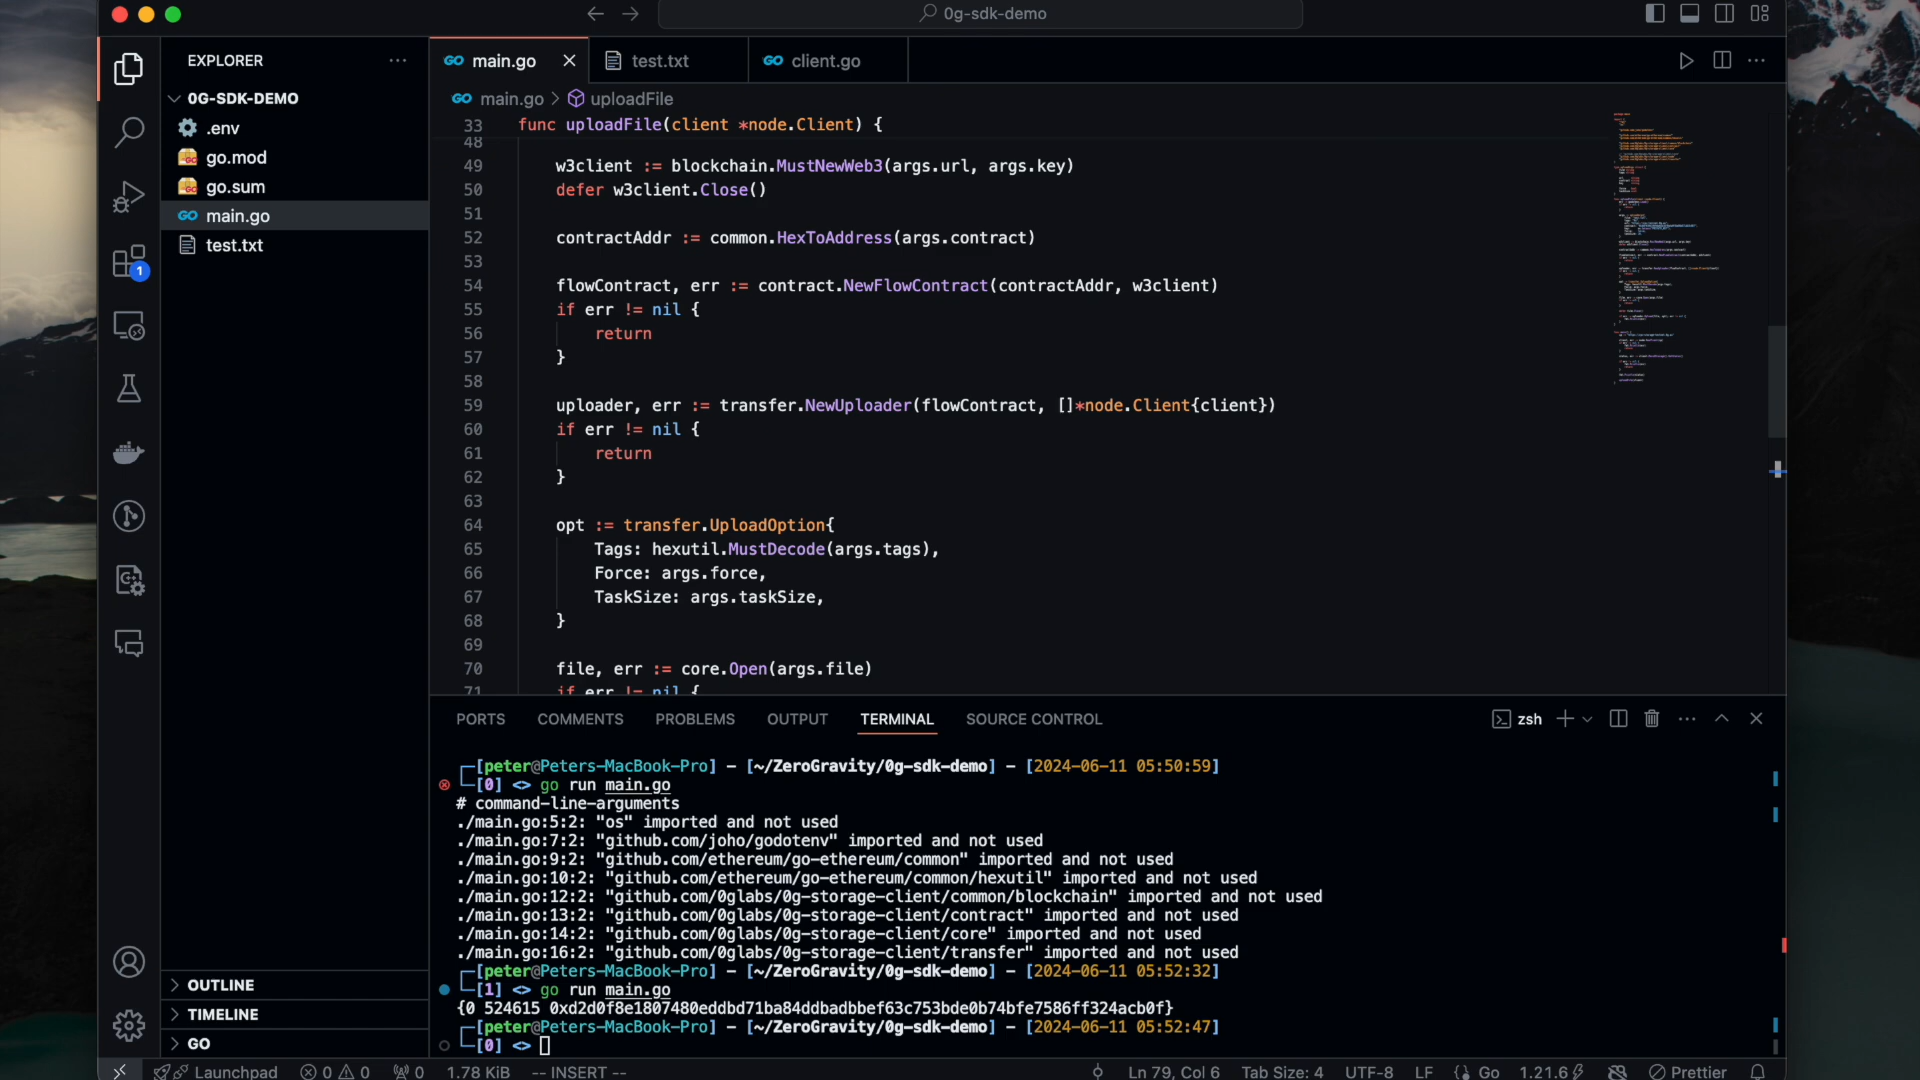 0g-sdk-demo
EXPLORER
0G-SDK-DEMO
.env
go.mod
go.sum
main.go
test.txt
OUTLINE
TIMELINE
GO
main.go
test.txt
client.go
main.go > uploadFile
33 func uploadFile(client *node.Client) {
48
49 w3client := blockchain.MustNewWeb3(args.url, args.key)
50 defer w3client.Close()
51
52 contractAddr := common.HexToAddress(args.contract)
53
54 flowContract, err := contract.NewFlowContract(contractAddr, w3client)
55 if err != nil {
56 return
57 }
58
59 uploader, err := transfer.NewUploader(flowContract, []*node.Client{client})
60 if err != nil {
61 return
62 }
63
64 opt := transfer.UploadOption{
65 Tags: hexutil.MustDecode(args.tags),
66 Force: args.force,
67 TaskSize: args.taskSize,
68 }
69
70 file, err := core.Open(args.file)
71 if err != nil {
PORTS COMMENTS PROBLEMS OUTPUT TERMINAL SOURCE CONTROL
zsh
[peter@Peters-MacBook-Pro] - [~/ZeroGravity/0g-sdk-demo] - [2024-06-11 05:50:59]
[0] <> go run main.go
# command-line-arguments
./main.go:5:2: "os" imported and not used
./main.go:7:2: "github.com/joho/godotenv" imported and not used
./main.go:9:2: "github.com/ethereum/go-ethereum/common" imported and not used
./main.go:10:2: "github.com/ethereum/go-ethereum/common/hexutil" imported and not used
./main.go:12:2: "github.com/0glabs/0g-storage-client/common/blockchain" imported and not used
./main.go:13:2: "github.com/0glabs/0g-storage-client/contract" imported and not used
./main.go:14:2: "github.com/0glabs/0g-storage-client/core" imported and not used
./main.go:16:2: "github.com/0glabs/0g-storage-client/transfer" imported and not used
[peter@Peters-MacBook-Pro] - [~/ZeroGravity/0g-sdk-demo] - [2024-06-11 05:52:32]
[1] <> go run main.go
{0 524615 0xd2d0f8e1807480eddbd71ba84ddbadbbef63c753bde0b74bfe7586ff324acb0f}
[peter@Peters-MacBook-Pro] - [~/ZeroGravity/0g-sdk-demo] - [2024-06-11 05:52:47]
[0] <>
Launchpad 0 0 0 1.78 KiB -- INSERT -- Ln 79, Col 6 Tab Size: 4 UTF-8 LF Go 1.21.6 Prettier